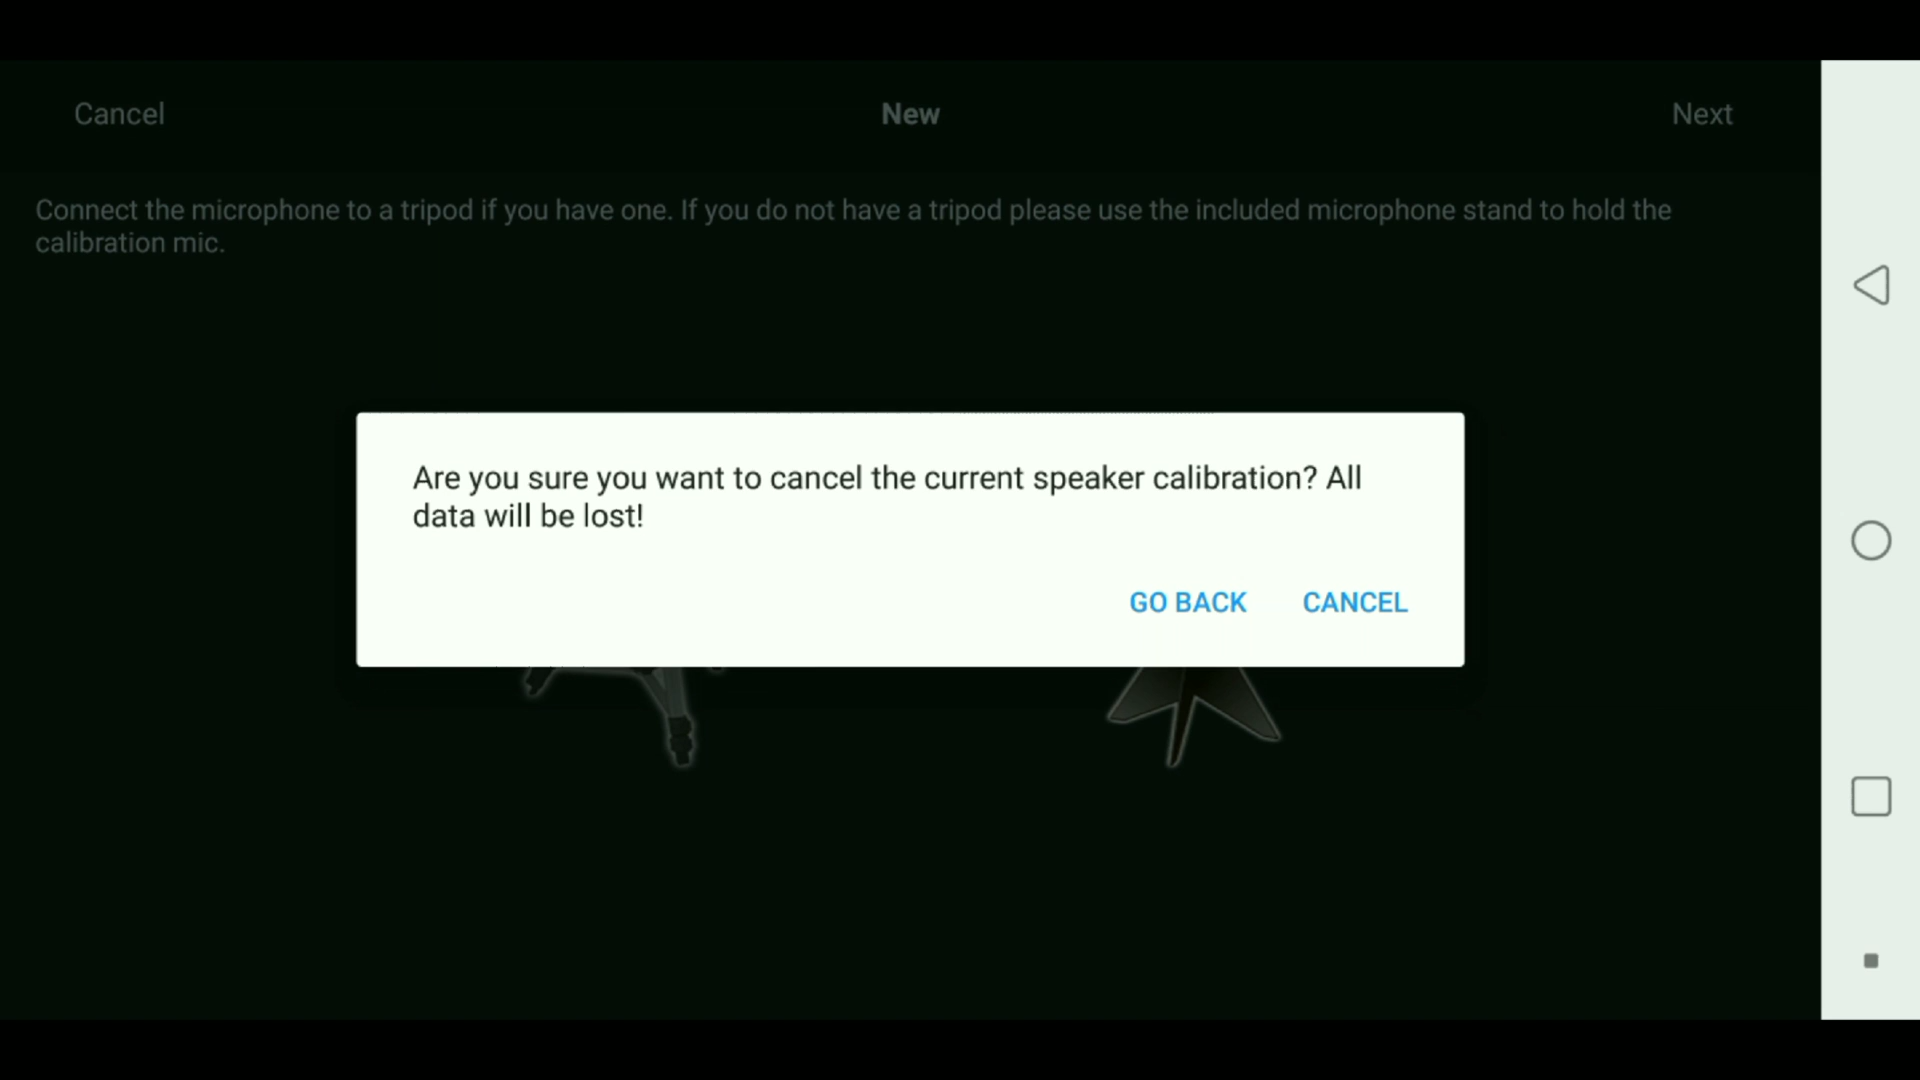 Cancel
New
Next
Connect the microphone to a tripod if you have one. If you do not have a tripod please use the included microphone stand to hold the
calibration mic.
Are you sure you want to cancel the current speaker calibration? All
data will be lost!
GO BACK
CANCEL